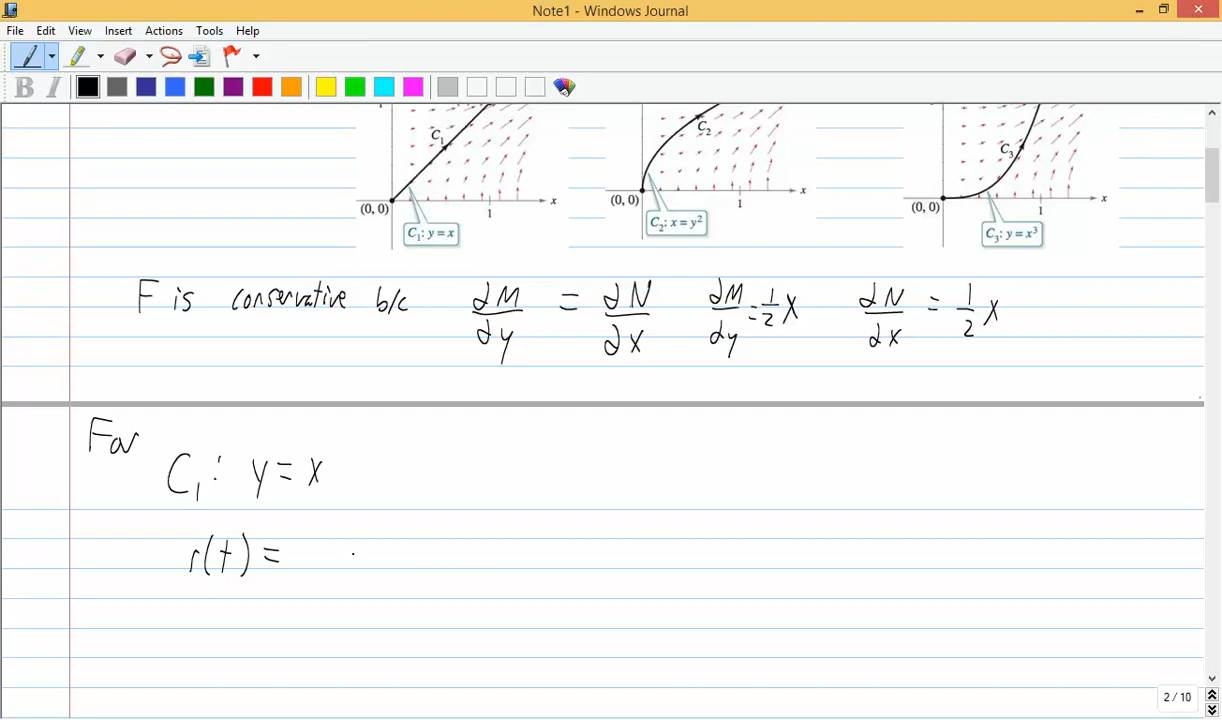 Note1 - Windows Journal
File Edit View Insert Actions Tools Help
B I
C1 C2 C3
(0, 0) 1 x (0, 0) 1 x (0, 0) 1 x
C1: y = x C2: x = y² C3: y = x³
F is conservative b/c ∂M/∂y = ∂N/∂x ∂M/∂y = 1/2 x ∂N/∂x = 1/2 x
For
C1: y = x
r(t) =
2 / 10